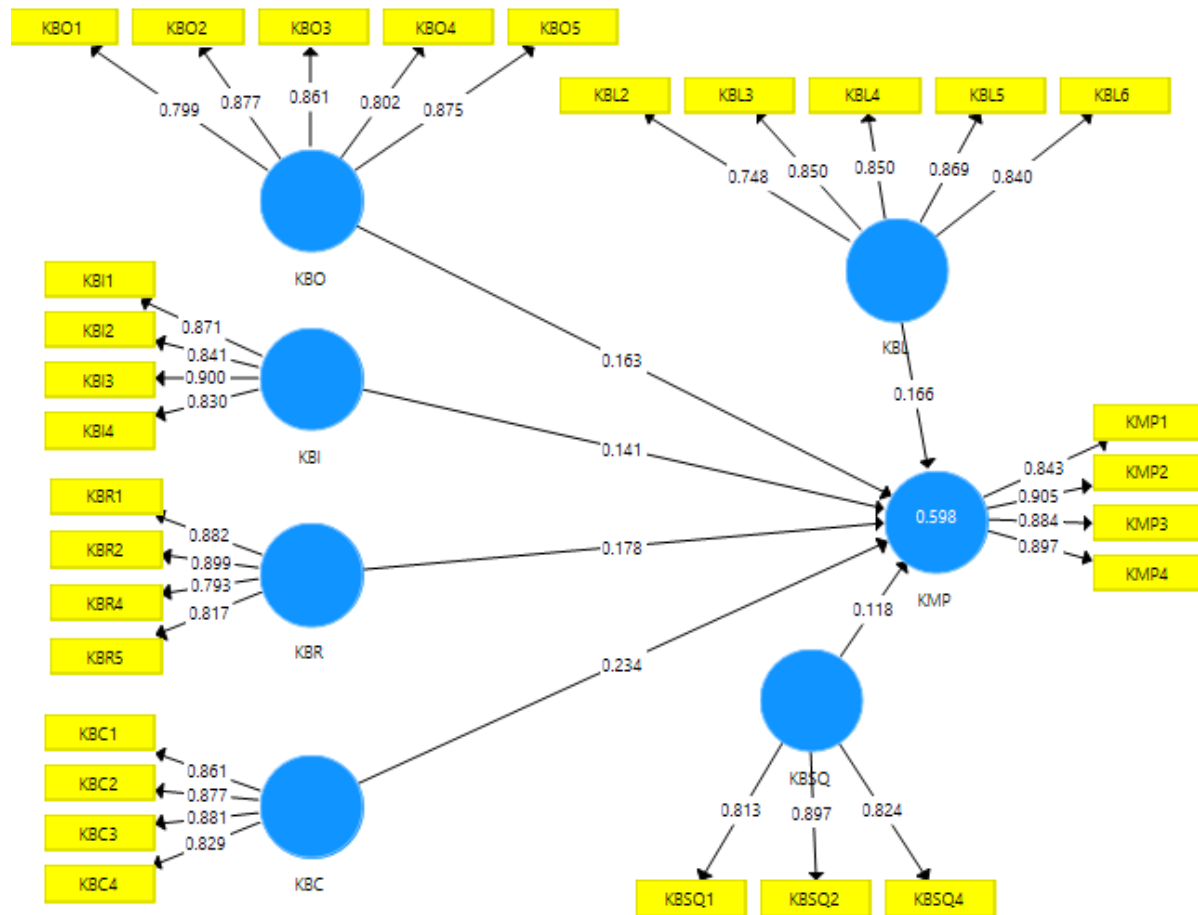 KBO1 KBO2 KBO3 KBO4 KBO5
0.799 0.877 0.861 0.802 0.875
KBO
KBL2 KBL3 KBL4 KBL5 KBL6
0.748 0.850 0.850 0.869 0.840
KBL
KBI1
KBI2
KBI3
KBI4
0.871
0.841
0.900
0.830
KBI
KBR1
KBR2
KBR4
KBR5
0.882
0.899
0.793
0.817
KBR
KBC1
KBC2
KBC3
KBC4
0.861
0.877
0.881
0.829
KBC
0.163
0.141
0.178
0.234
0.166
0.118
0.598
KMP
0.843
0.905
0.884
0.897
KMP1
KMP2
KMP3
KMP4
KBSQ
0.813 0.897 0.824
KBSQ1 KBSQ2 KBSQ4